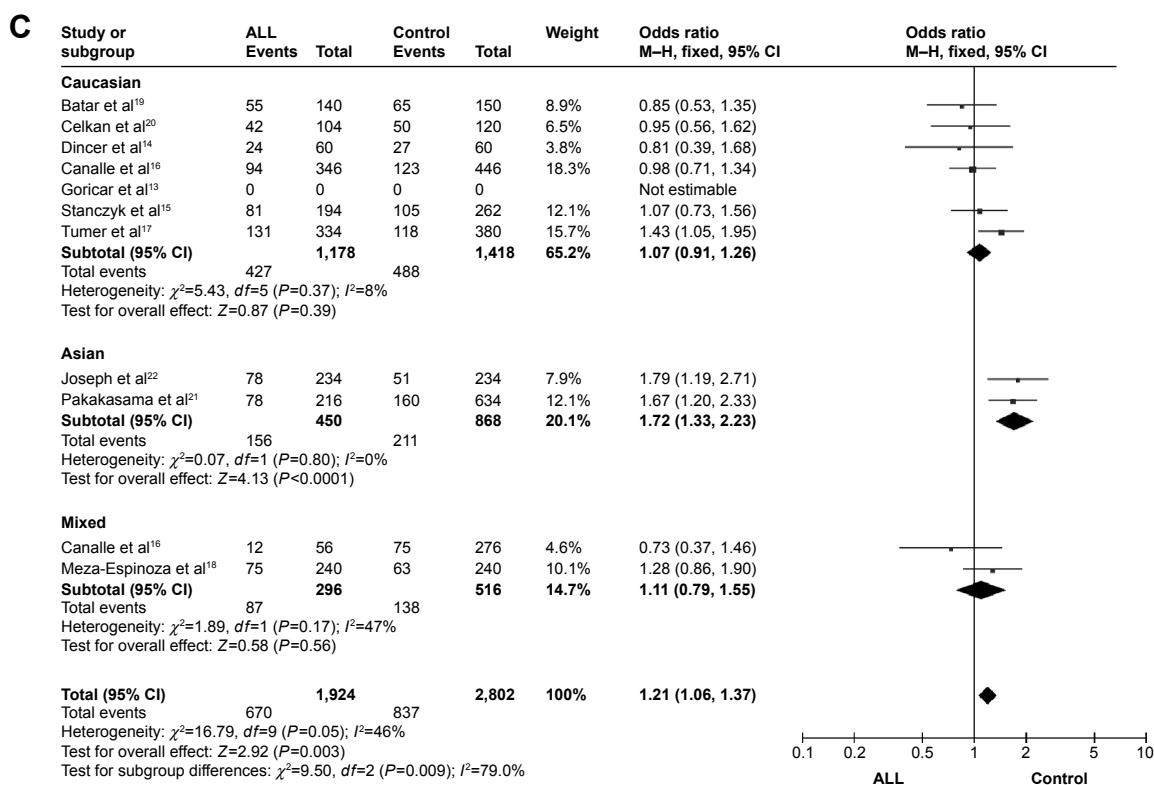 C
Study or ALL Control Weight Odds ratio Odds ratio
subgroup Events Total Events Total M–H, fixed, 95% CI M–H, fixed, 95% CI
Caucasian
Batar et al19 55 140 65 150 8.9% 0.85 (0.53, 1.35)
Celkan et al20 42 104 50 120 6.5% 0.95 (0.56, 1.62)
Dincer et al14 24 60 27 60 3.8% 0.81 (0.39, 1.68)
Canalle et al16 94 346 123 446 18.3% 0.98 (0.71, 1.34)
Goricar et al13 0 0 0 0 Not estimable
Stanczyk et al15 81 194 105 262 12.1% 1.07 (0.73, 1.56)
Tumer et al17 131 334 118 380 15.7% 1.43 (1.05, 1.95)
Subtotal (95% CI) 1,178 1,418 65.2% 1.07 (0.91, 1.26)
Total events 427 488
Heterogeneity: χ2=5.43, df=5 (P=0.37); I2=8%
Test for overall effect: Z=0.87 (P=0.39)
Asian
Joseph et al22 78 234 51 234 7.9% 1.79 (1.19, 2.71)
Pakakasama et al21 78 216 160 634 12.1% 1.67 (1.20, 2.33)
Subtotal (95% CI) 450 868 20.1% 1.72 (1.33, 2.23)
Total events 156 211
Heterogeneity: χ2=0.07, df=1 (P=0.80); I2=0%
Test for overall effect: Z=4.13 (P<0.0001)
Mixed
Canalle et al16 12 56 75 276 4.6% 0.73 (0.37, 1.46)
Meza-Espinoza et al18 75 240 63 240 10.1% 1.28 (0.86, 1.90)
Subtotal (95% CI) 296 516 14.7% 1.11 (0.79, 1.55)
Total events 87 138
Heterogeneity: χ2=1.89, df=1 (P=0.17); I2=47%
Test for overall effect: Z=0.58 (P=0.56)
Total (95% CI) 1,924 2,802 100% 1.21 (1.06, 1.37)
Total events 670 837
Heterogeneity: χ2=16.79, df=9 (P=0.05); I2=46%
Test for overall effect: Z=2.92 (P=0.003)
Test for subgroup differences: χ2=9.50, df=2 (P=0.009); I2=79.0%
0.1 0.2 0.5 1 2 5 10
ALL Control